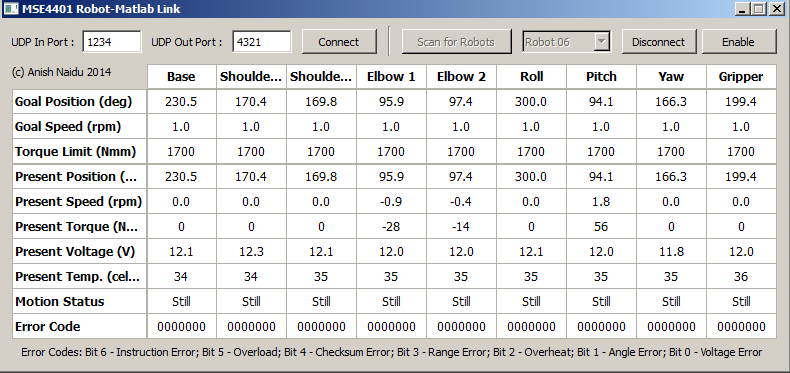 MSE4401 Robot-Matlab Link
UDP In Port : 1234 UDP Out Port : 4321 Connect Scan for Robots Robot 06 Disconnect Enable
(c) Anish Naidu 2014 Base Shoulde... Shoulde... Elbow 1 Elbow 2 Roll Pitch Yaw Gripper
Goal Position (deg) 230.5 170.4 169.8 95.9 97.4 300.0 94.1 166.3 199.4
Goal Speed (rpm) 1.0 1.0 1.0 1.0 1.0 1.0 1.0 1.0 1.0
Torque Limit (Nmm) 1700 1700 1700 1700 1700 1700 1700 1700 1700
Present Position (... 230.5 170.4 169.8 95.9 97.4 300.0 94.1 166.3 199.4
Present Speed (rpm) 0.0 0.0 0.0 -0.9 -0.4 0.0 1.8 0.0 0.0
Present Torque (N... 0 0 0 -28 -14 0 56 0 0
Present Voltage (V) 12.1 12.3 12.1 12.0 12.0 12.1 12.0 11.8 12.0
Present Temp. (cel... 34 34 35 35 35 35 35 35 36
Motion Status Still Still Still Still Still Still Still Still Still
Error Code 0000000 0000000 0000000 0000000 0000000 0000000 0000000 0000000 0000000
Error Codes: Bit 6 - Instruction Error; Bit 5 - Overload; Bit 4 - Checksum Error; Bit 3 - Range Error; Bit 2 - Overheat; Bit 1 - Angle Error; Bit 0 - Voltage Error